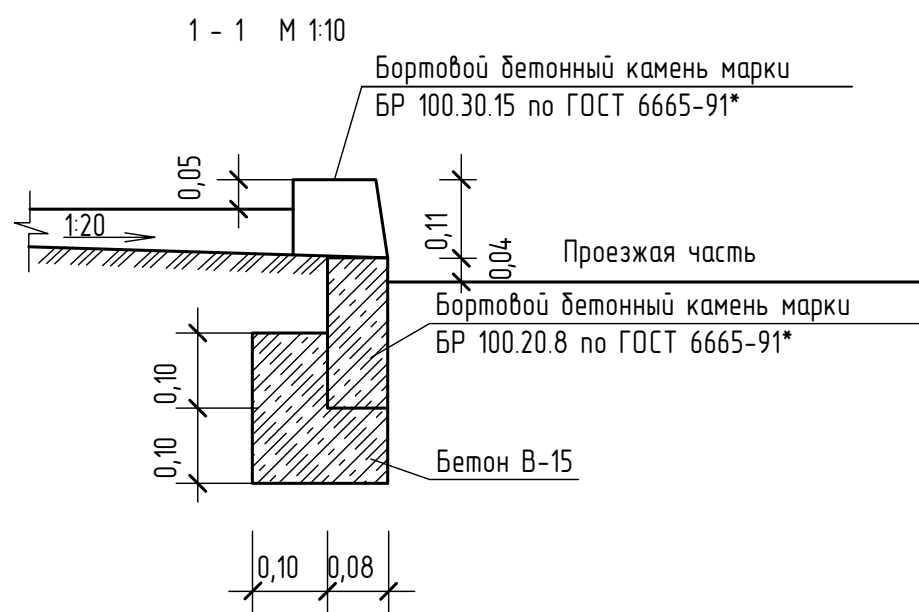 1 - 1 М 1:10
Бортовой бетонный камень марки
БР 100.30.15 по ГОСТ 6665-91*
0,05
1:20
0,11
0,04
Проезжая часть
Бортовой бетонный камень марки
БР 100.20.8 по ГОСТ 6665-91*
0,10
0,10
Бетон В-15
0,10
0,08